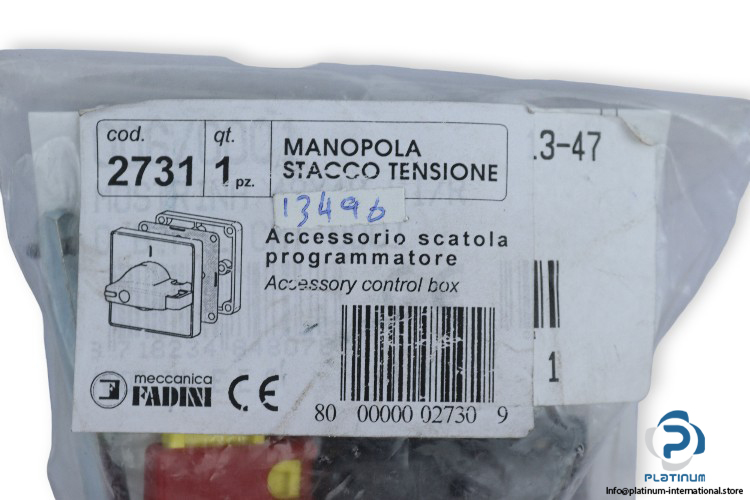 cod.
2731
qt.
1 pz.
MANOPOLA
STACCO TENSIONE
13496
Accessorio scatola
programmatore
Accessory control box
meccanica
FADINI
CE
80 00000 02730 9
.3-47
1
PLATINUM
Info@platinum-international.store